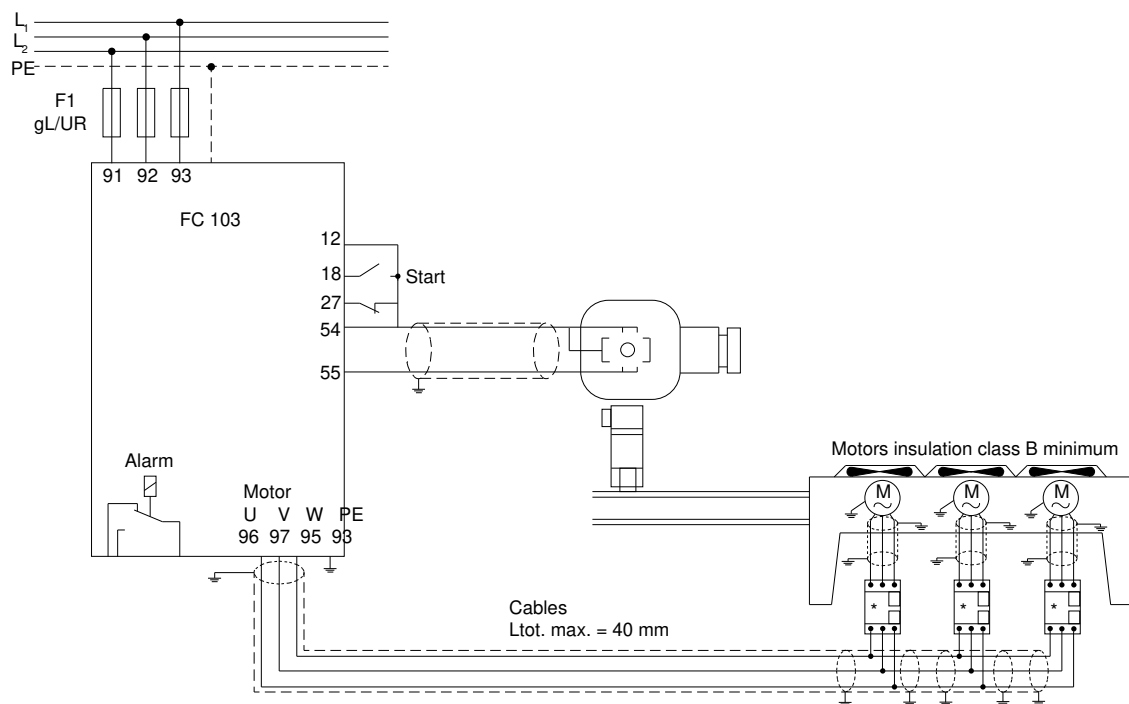 L1
L2
PE
F1
gL/UR
91 92 93
FC 103
12
18 Start
27
54
55
Alarm
Motor
U V W PE
96 97 95 93
Motors insulation class B minimum
M M M
* * *
Cables
Ltot. max. = 40 mm